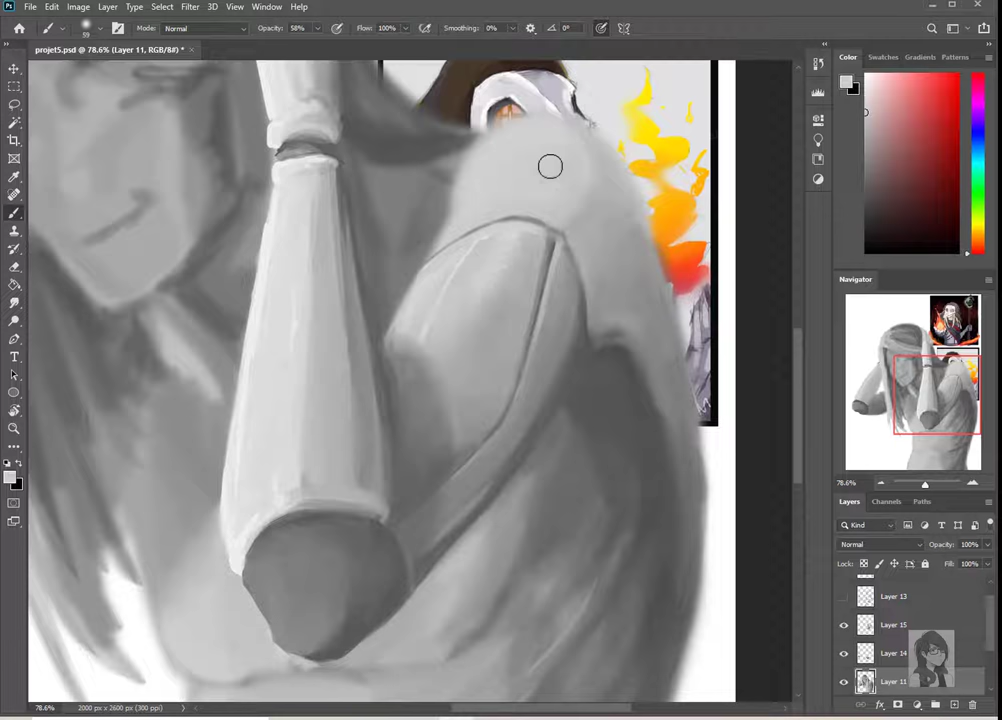 Ps File Edit Image Layer Type Select Filter 3D View Window Help
59 Mode: Normal Opacity: 58% Flow: 100% Smoothing: 0% 0°
projet5.psd @ 78.6% (Layer 11, RGB/8#) * ×
Color Swatches Gradients Patterns
Navigator
78.6%
Layers Channels Paths
Kind
Normal Opacity: 100%
Lock: Fill: 100%
Layer 13
Layer 15
Layer 14
Layer 11
78.6% 2000 px x 2600 px (300 ppi)